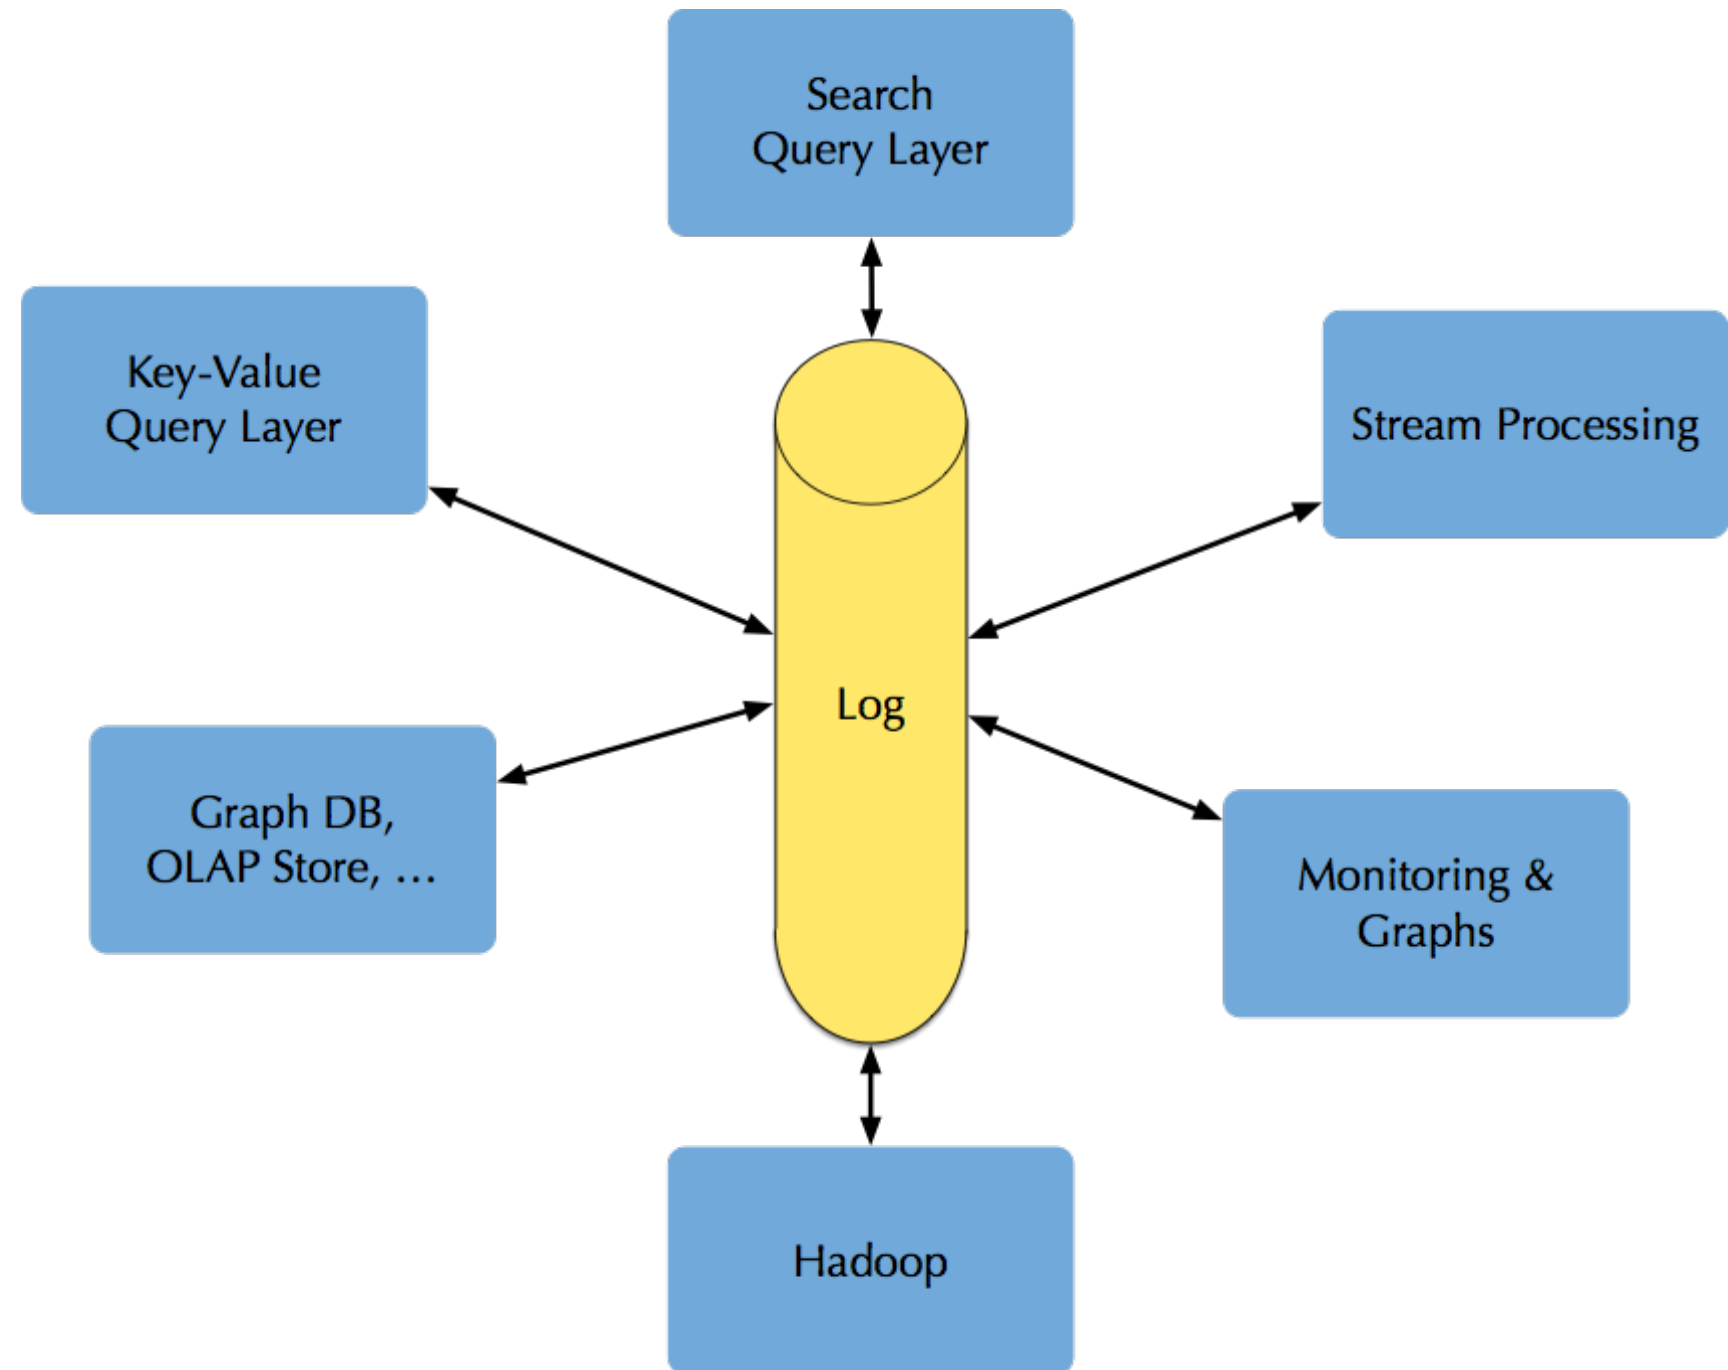 Search
Query Layer
Key-Value
Query Layer
Stream Processing
Log
Graph DB,
OLAP Store, ...
Monitoring &
Graphs
Hadoop